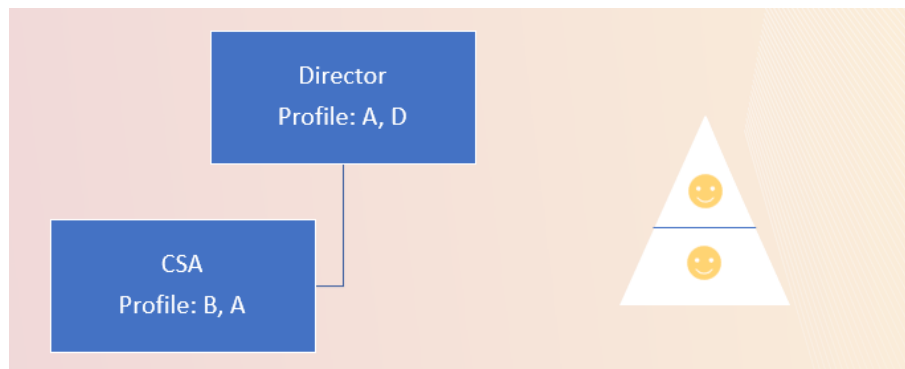 Director
Profile: A, D
CSA
Profile: B, A